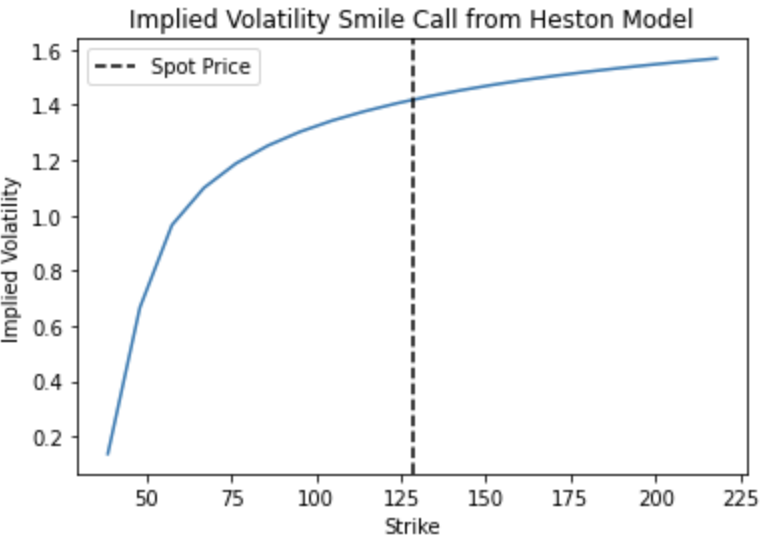 Implied Volatility Smile Call from Heston Model
Spot Price
Implied Volatility
1.6
1.4
1.2
1.0
0.8
0.6
0.4
0.2
50 75 100 125 150 175 200 225
Strike